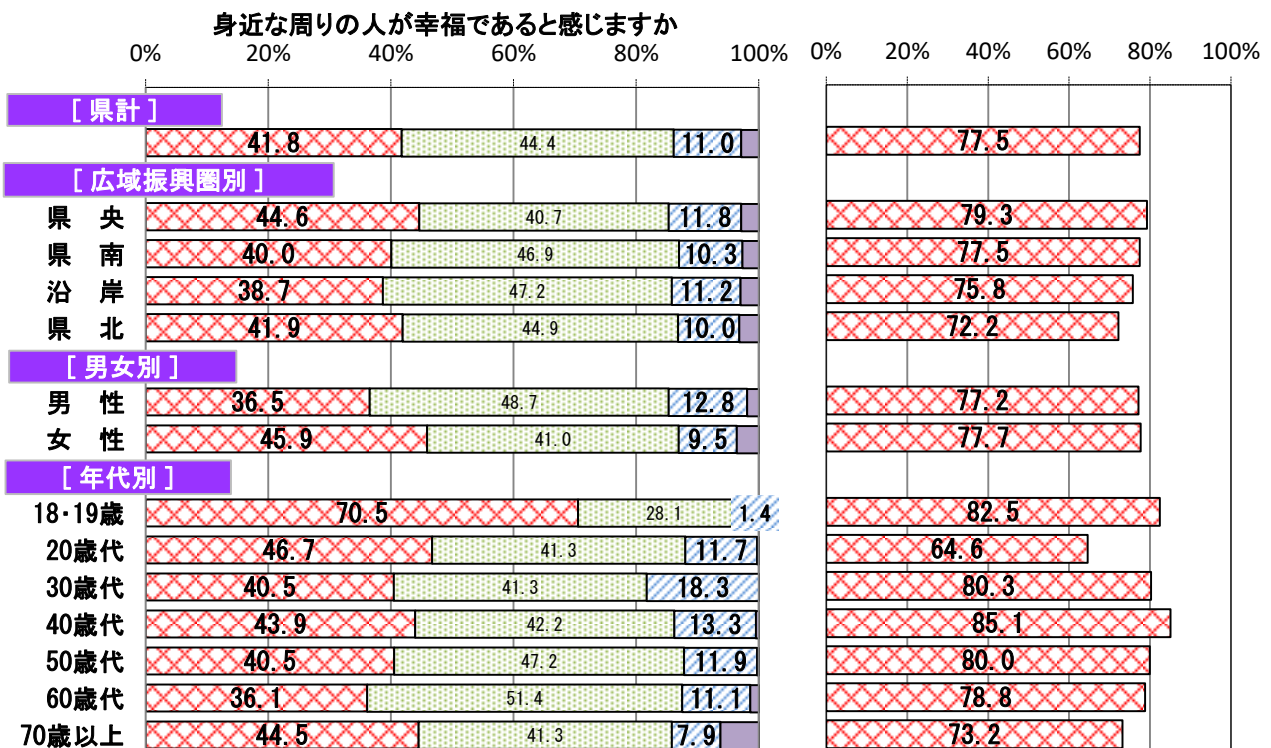 身近な周りの人が幸福であると感じますか
0% 20% 40% 60% 80% 100% 0% 20% 40% 60% 80% 100%
[ 県計 ]
41.8 44.4 11.0 77.5
[ 広域振興圏別 ]
県 央 44.6 40.7 11.8 79.3
県 南 40.0 46.9 10.3 77.5
沿 岸 38.7 47.2 11.2 75.8
県 北 41.9 44.9 10.0 72.2
[ 男女別 ]
男 性 36.5 48.7 12.8 77.2
女 性 45.9 41.0 9.5 77.7
[ 年代別 ]
18・19歳 70.5 28.1 1.4 82.5
20歳代 46.7 41.3 11.7 64.6
30歳代 40.5 41.3 18.3 80.3
40歳代 43.9 42.2 13.3 85.1
50歳代 40.5 47.2 11.9 80.0
60歳代 36.1 51.4 11.1 78.8
70歳以上 44.5 41.3 7.9 73.2